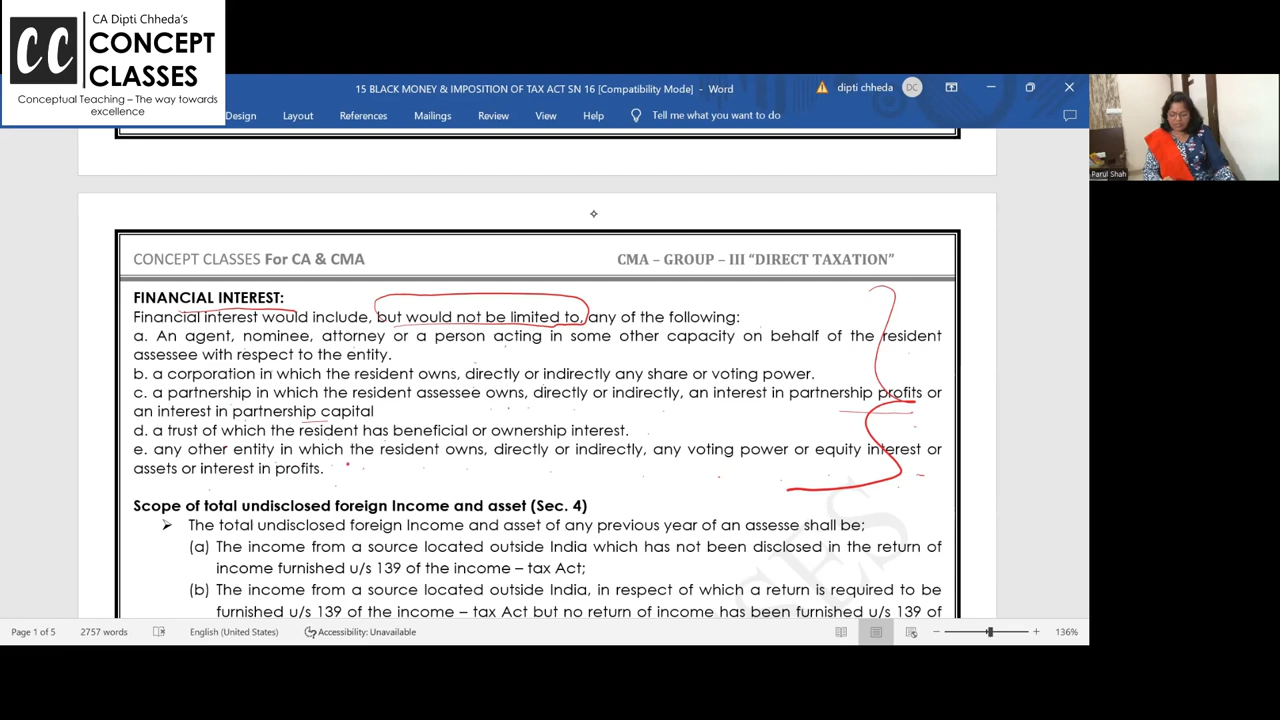 CA Dipti Chheda's
CC CONCEPT
CLASSES
Conceptual Teaching – The way towards
excellence
15 BLACK MONEY & IMPOSITION OF TAX ACT SN 16 [Compatibility Mode] - Word
dipti chheda DC
Design Layout References Mailings Review View Help Tell me what you want to do
Parul Shah
CONCEPT CLASSES For CA & CMA CMA – GROUP – III “DIRECT TAXATION”
FINANCIAL INTEREST:
Financial interest would include, but would not be limited to, any of the following:
a. An agent, nominee, attorney or a person acting in some other capacity on behalf of the resident
assessee with respect to the entity.
b. a corporation in which the resident owns, directly or indirectly any share or voting power.
c. a partnership in which the resident assessee owns, directly or indirectly, an interest in partnership profits or
an interest in partnership capital
d. a trust of which the resident has beneficial or ownership interest.
e. any other entity in which the resident owns, directly or indirectly, any voting power or equity interest or
assets or interest in profits.
Scope of total undisclosed foreign Income and asset (Sec. 4)
➢ The total undisclosed foreign Income and asset of any previous year of an assesse shall be;
(a) The income from a source located outside India which has not been disclosed in the return of
income furnished u/s 139 of the income – tax Act;
(b) The income from a source located outside India, in respect of which a return is required to be
furnished u/s 139 of the income – tax Act but no return of income has been furnished u/s 139 of
Page 1 of 5 2757 words English (United States) Accessibility: Unavailable 136%